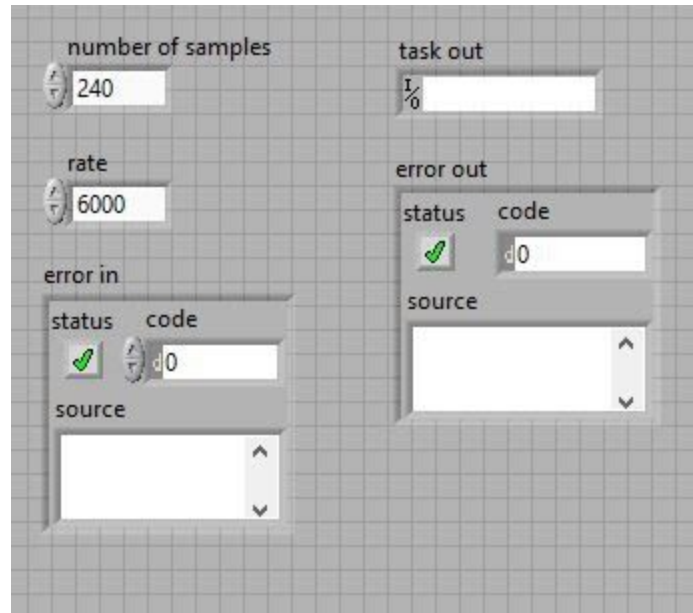 number of samples
240
rate
6000
error in
status code
d 0
source
task out
I/O
error out
status code
d 0
source